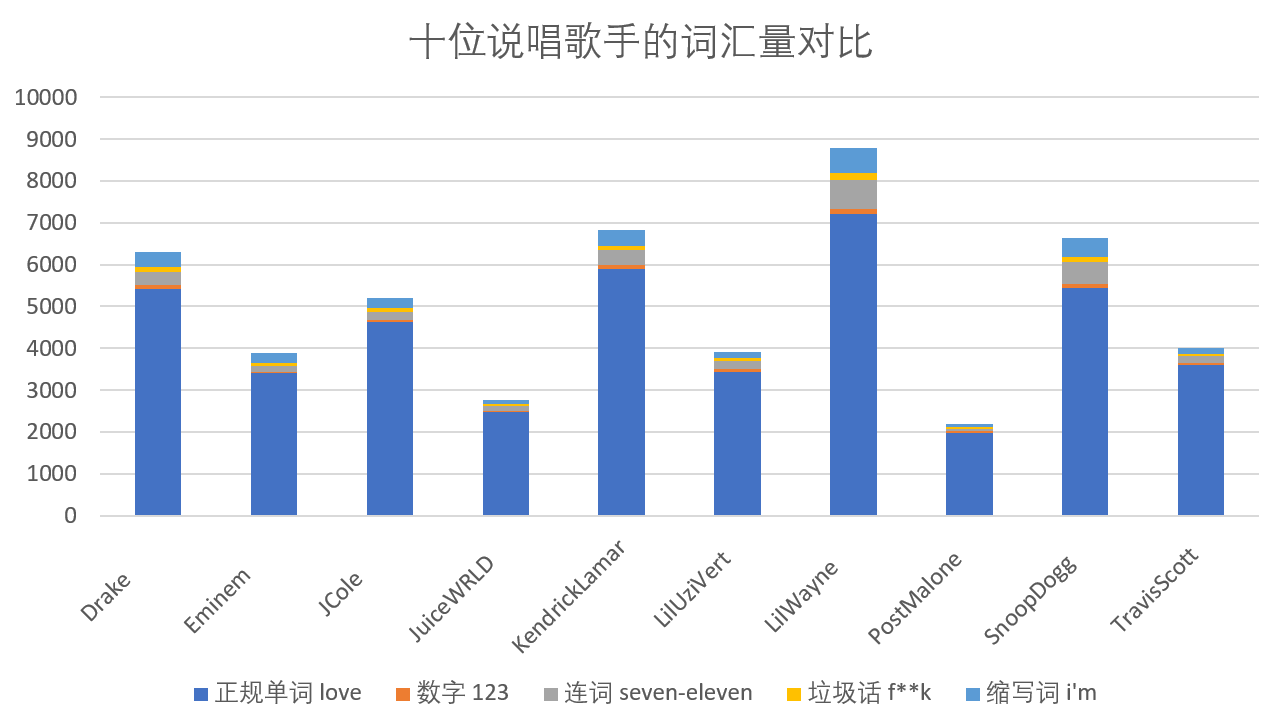 十位说唱歌手的词汇量对比
10000
9000
8000
7000
6000
5000
4000
3000
2000
1000
0
Drake
Eminem
JCole
JuiceWRLD
KendrickLamar
LilUziVert
LilWayne
PostMalone
SnoopDogg
TravisScott
正规单词 love
数字 123
连词 seven-eleven
垃圾话 f**k
缩写词 i'm